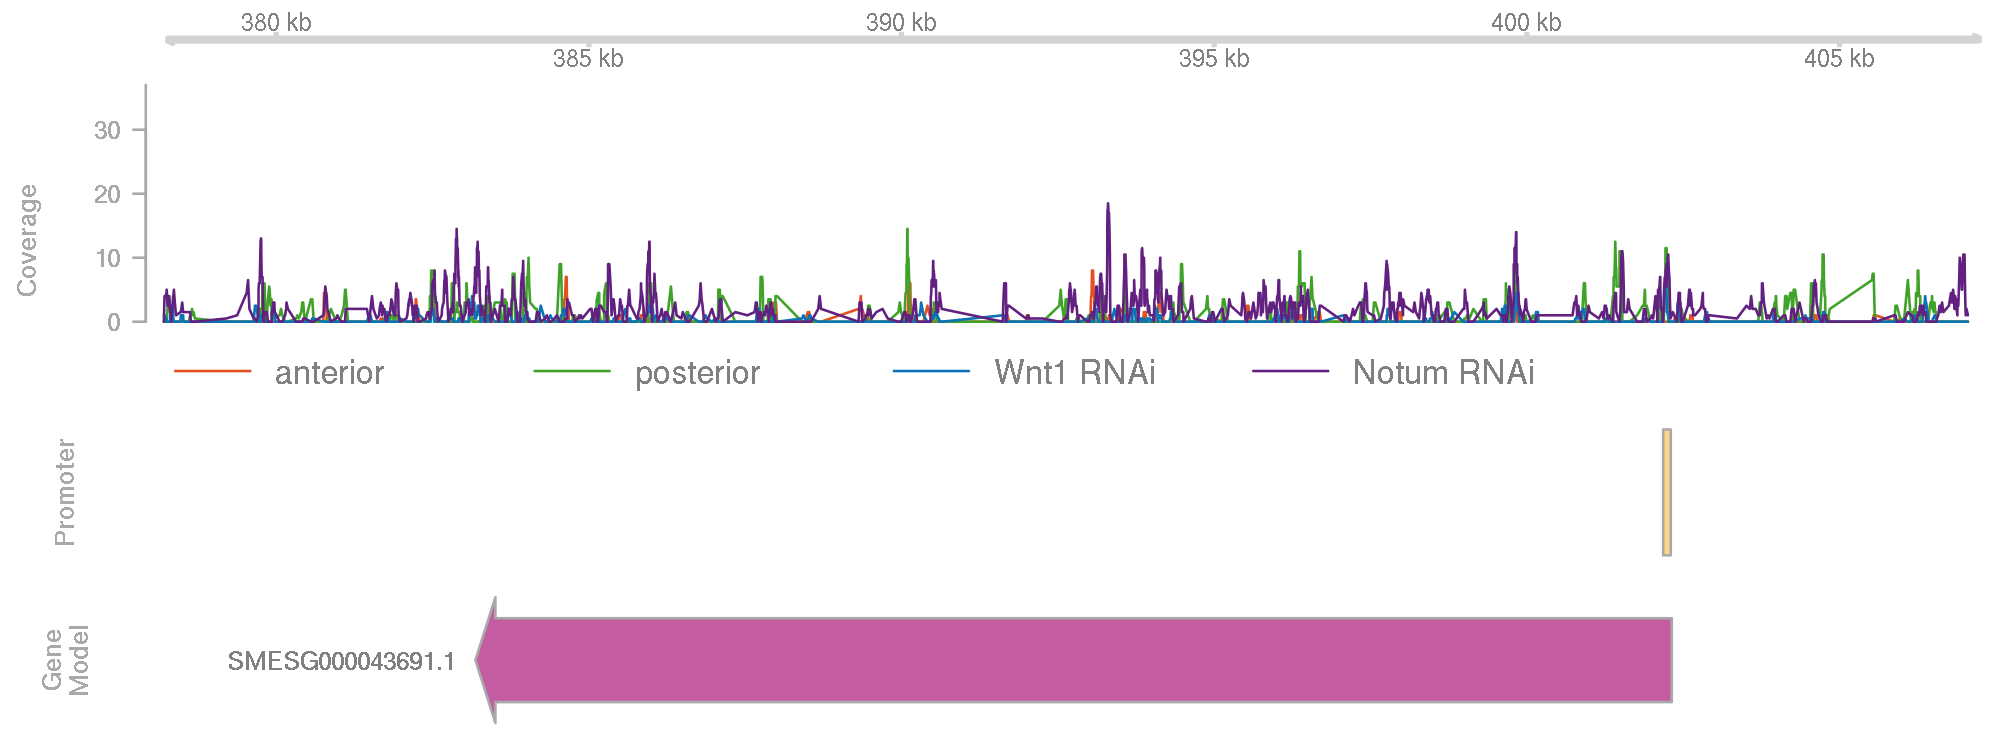 380 kb 390 kb 400 kb
385 kb 395 kb 405 kb
Coverage
30
20
10
0
anterior posterior Wnt1 RNAi Notum RNAi
Promoter
Gene
Model
SMESG000043691.1